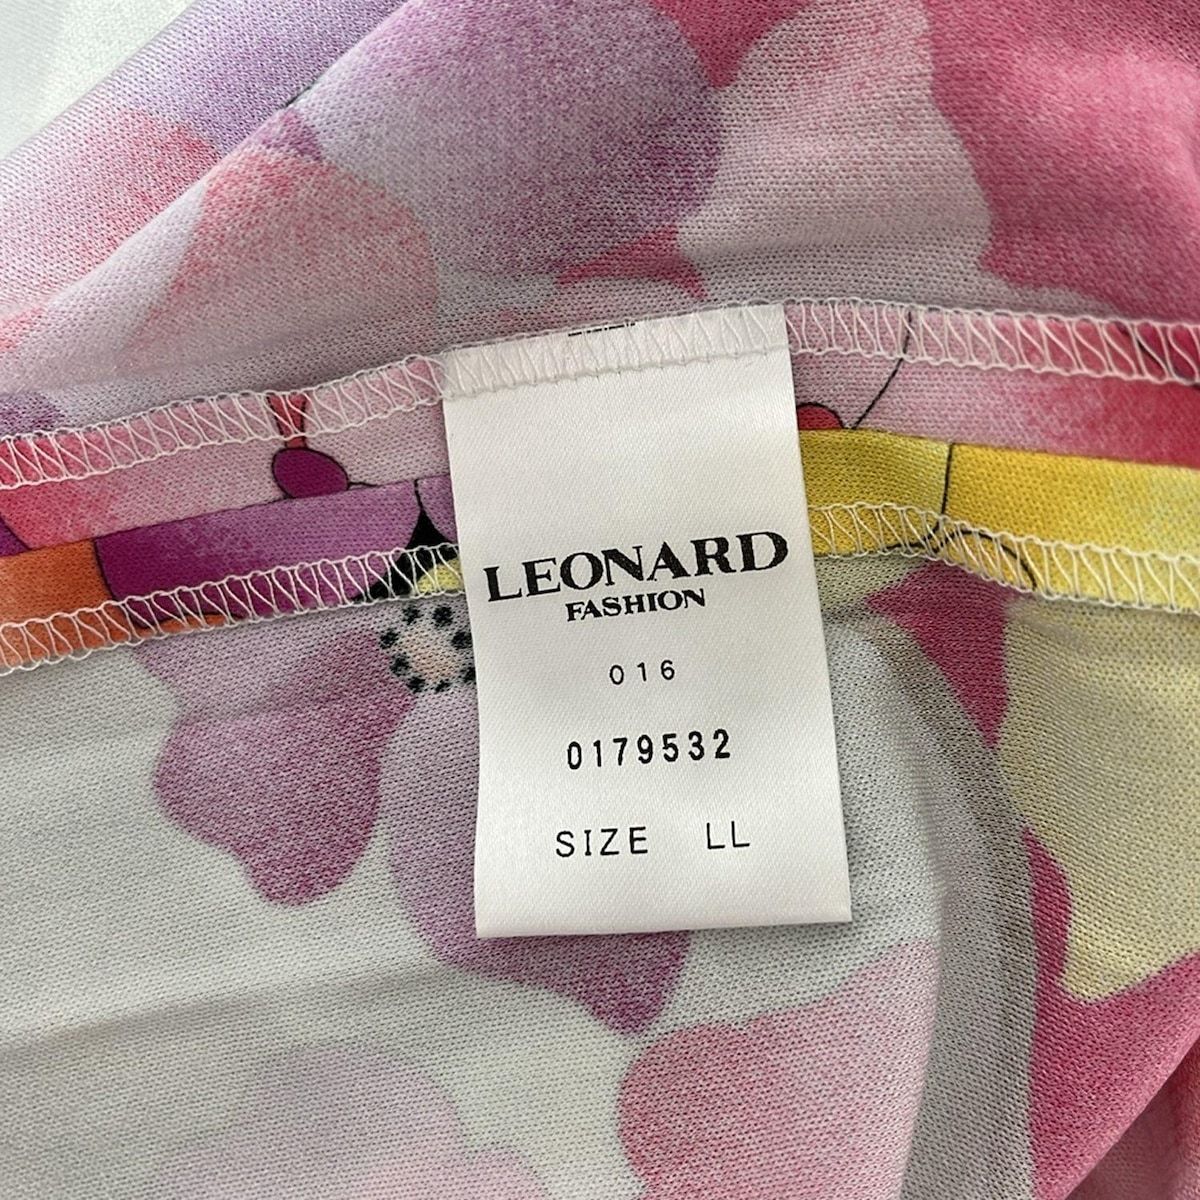 LEONARD
FASHION
016
0179532
SIZE LL